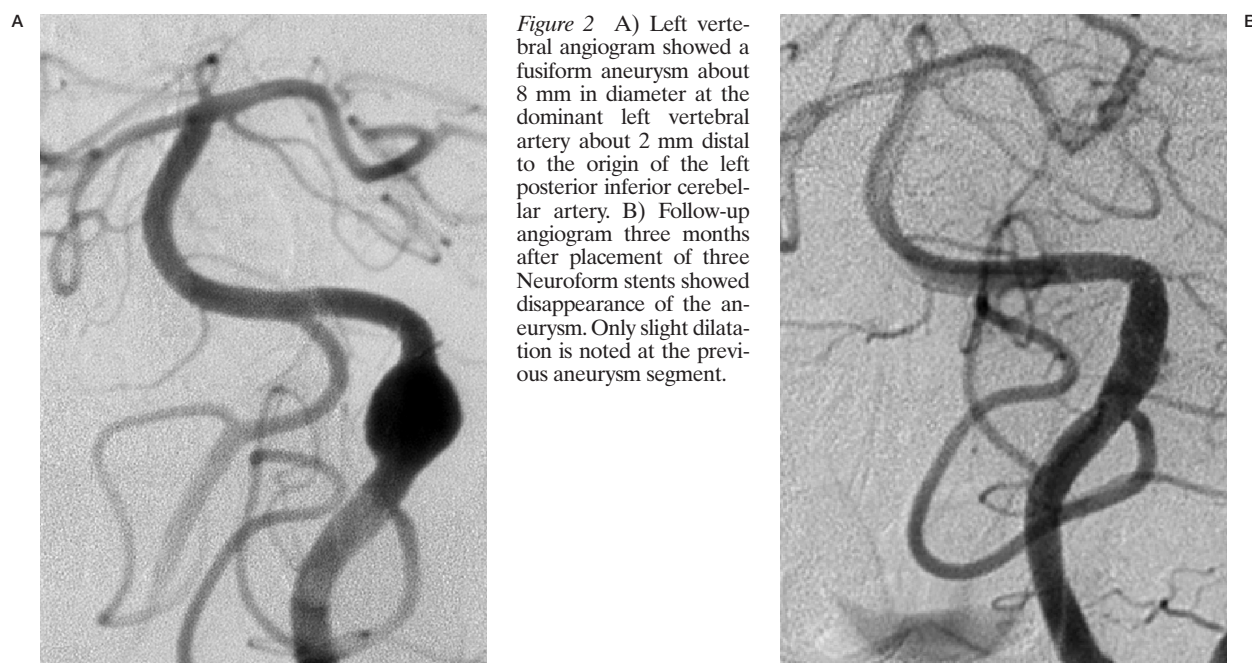 A
Figure 2 A) Left verte-
bral angiogram showed a
fusiform aneurysm about
8 mm in diameter at the
dominant left vertebral
artery about 2 mm distal
to the origin of the left
posterior inferior cerebel-
lar artery. B) Follow-up
angiogram three months
after placement of three
Neuroform stents showed
disappearance of the an-
eurysm. Only slight dilata-
tion is noted at the previ-
ous aneurysm segment.